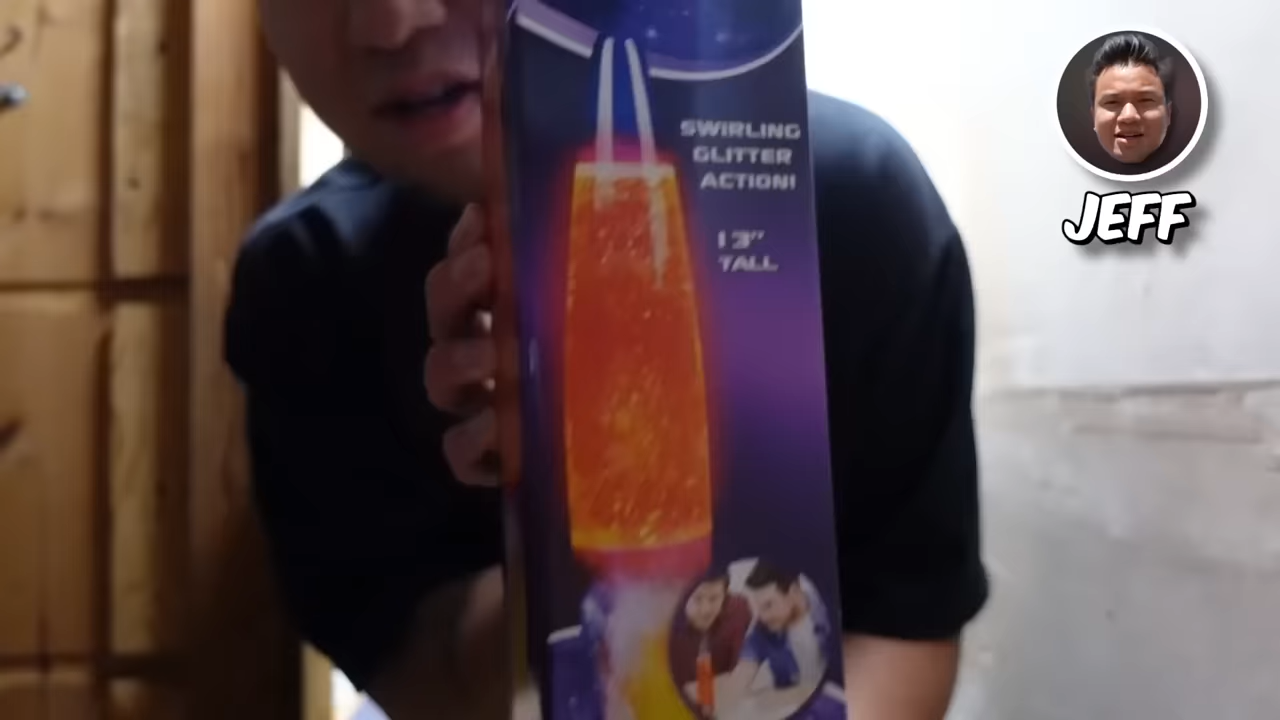 SWIRLING
GLITTER
ACTION!
13"
TALL
JEFF